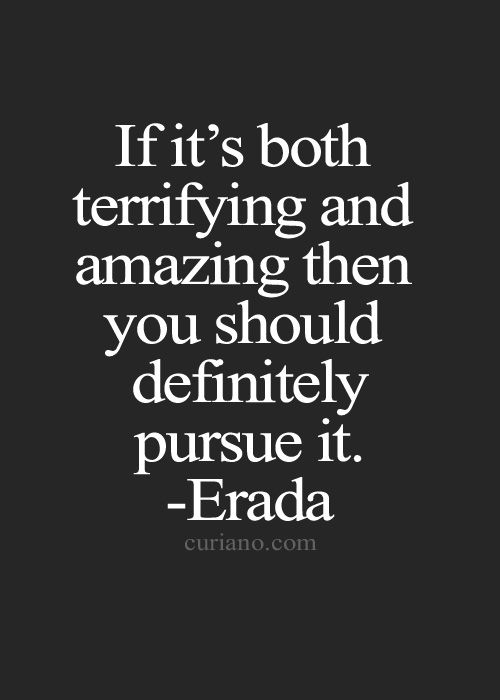 If it’s both
terrifying and
amazing then
you should
definitely
pursue it.
-Erada
curiano.com